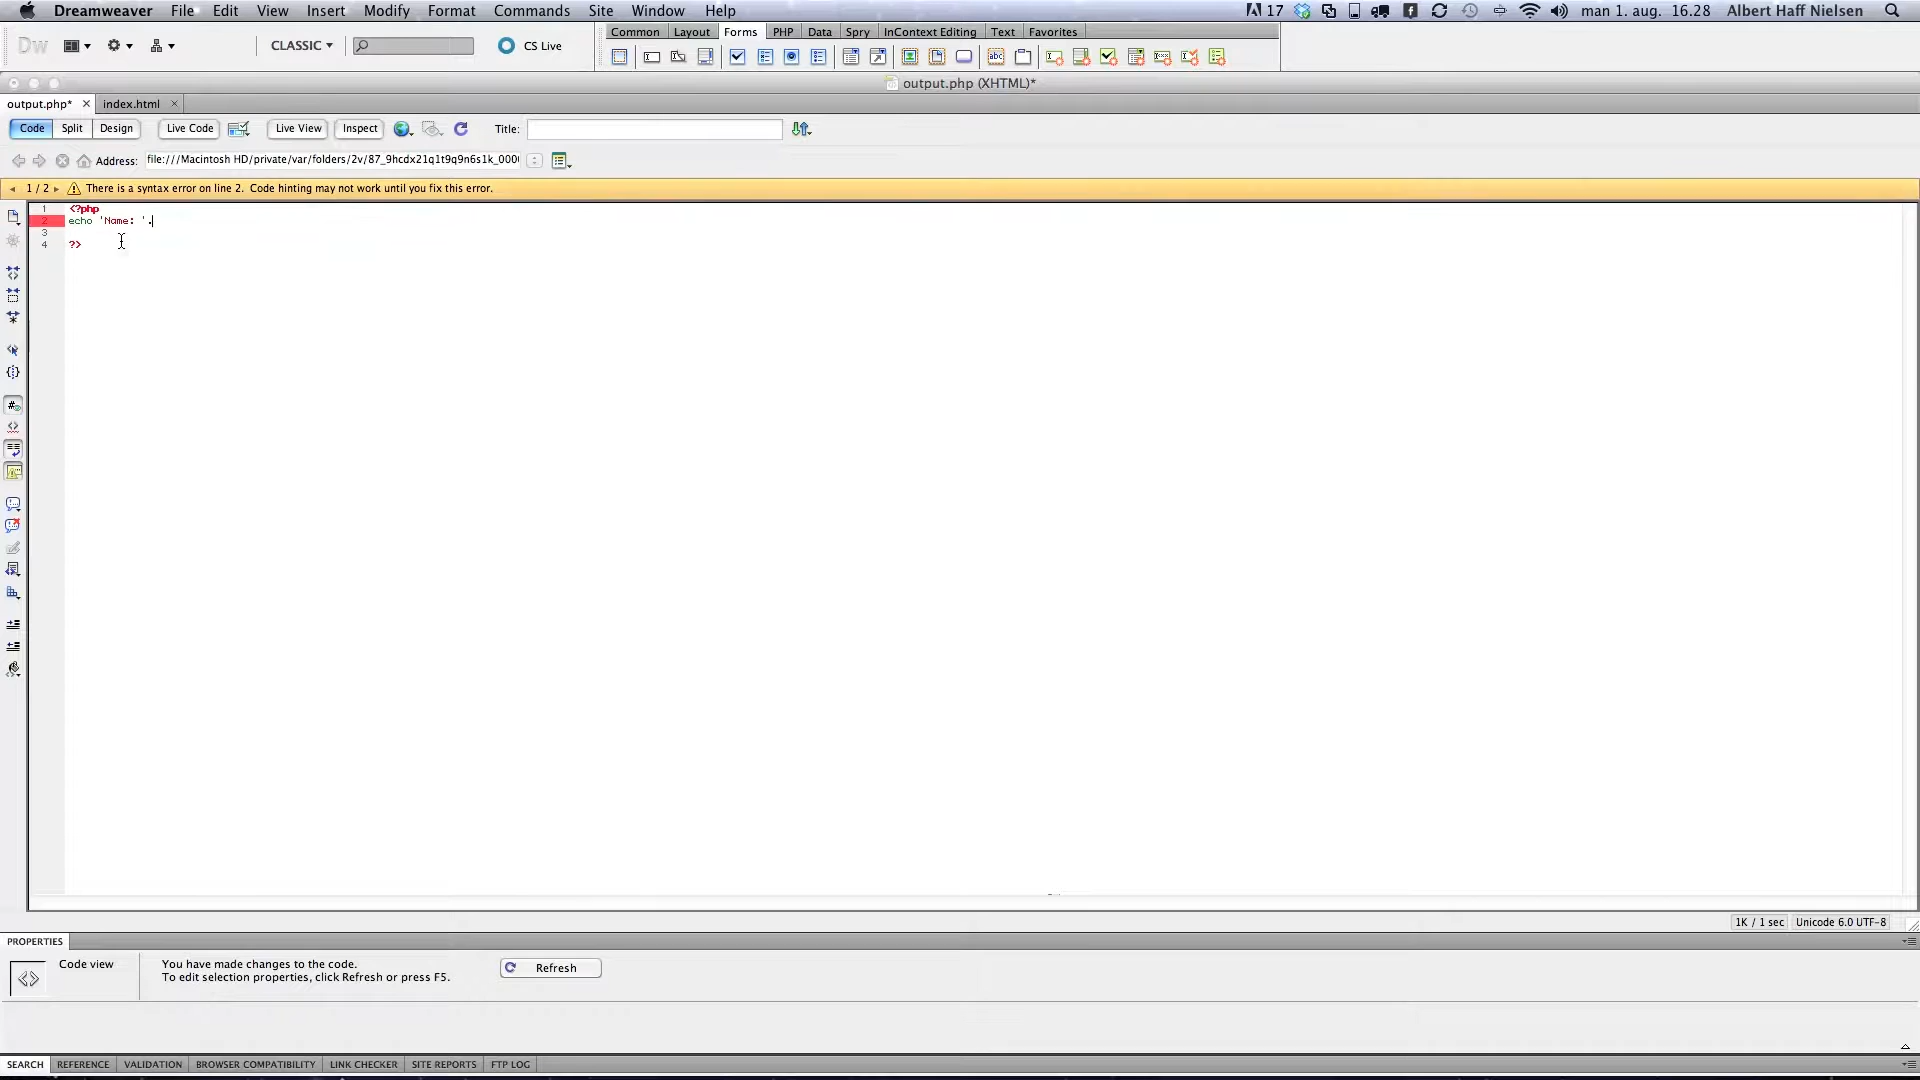 Dreamweaver File Edit View Insert Modify Format Commands Site Window Help 17 man 1. aug. 16.28 Albert Haff Nielsen
Dw CLASSIC CS Live
Common Layout Forms PHP Data Spry InContext Editing Text Favorites
output.php (XHTML)*
output.php* index.html
Code Split Design Live Code Live View Inspect Title:
Address: file:///Macintosh HD/private/var/folders/2v/87_9hcdx21q1t9q9n6s1k_000
1 / 2 There is a syntax error on line 2. Code hinting may not work until you fix this error.
1 <?php
2 echo 'Name: '.
3
4 ?>
1K / 1 sec Unicode 6.0 UTF-8
PROPERTIES
Code view You have made changes to the code.
To edit selection properties, click Refresh or press F5.
Refresh
SEARCH REFERENCE VALIDATION BROWSER COMPATIBILITY LINK CHECKER SITE REPORTS FTP LOG